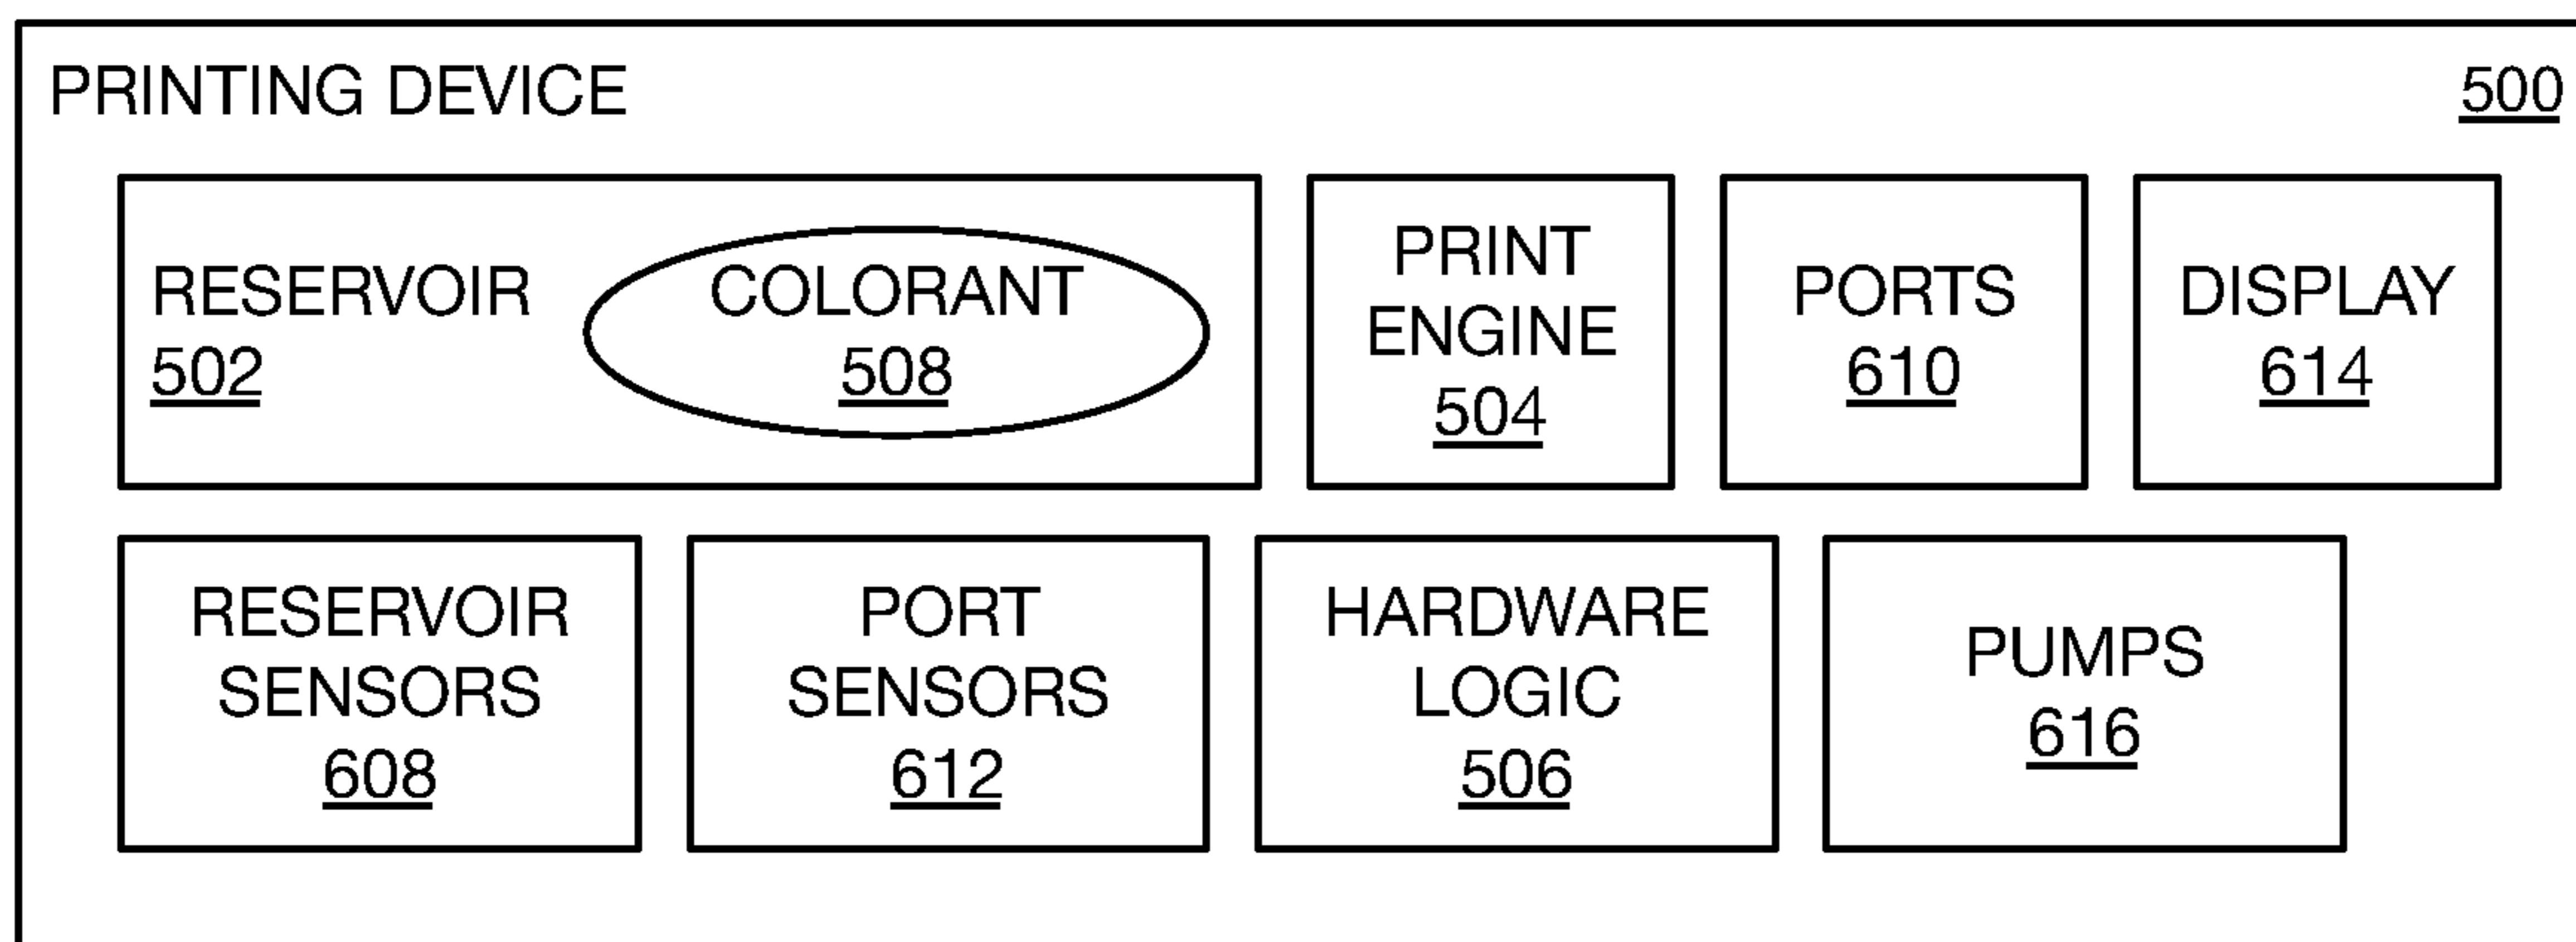 PRINTING DEVICE
500
RESERVOIR
502
COLORANT
508
PRINT
ENGINE
504
PORTS
610
DISPLAY
614
RESERVOIR
SENSORS
608
PORT
SENSORS
612
HARDWARE
LOGIC
506
PUMPS
616